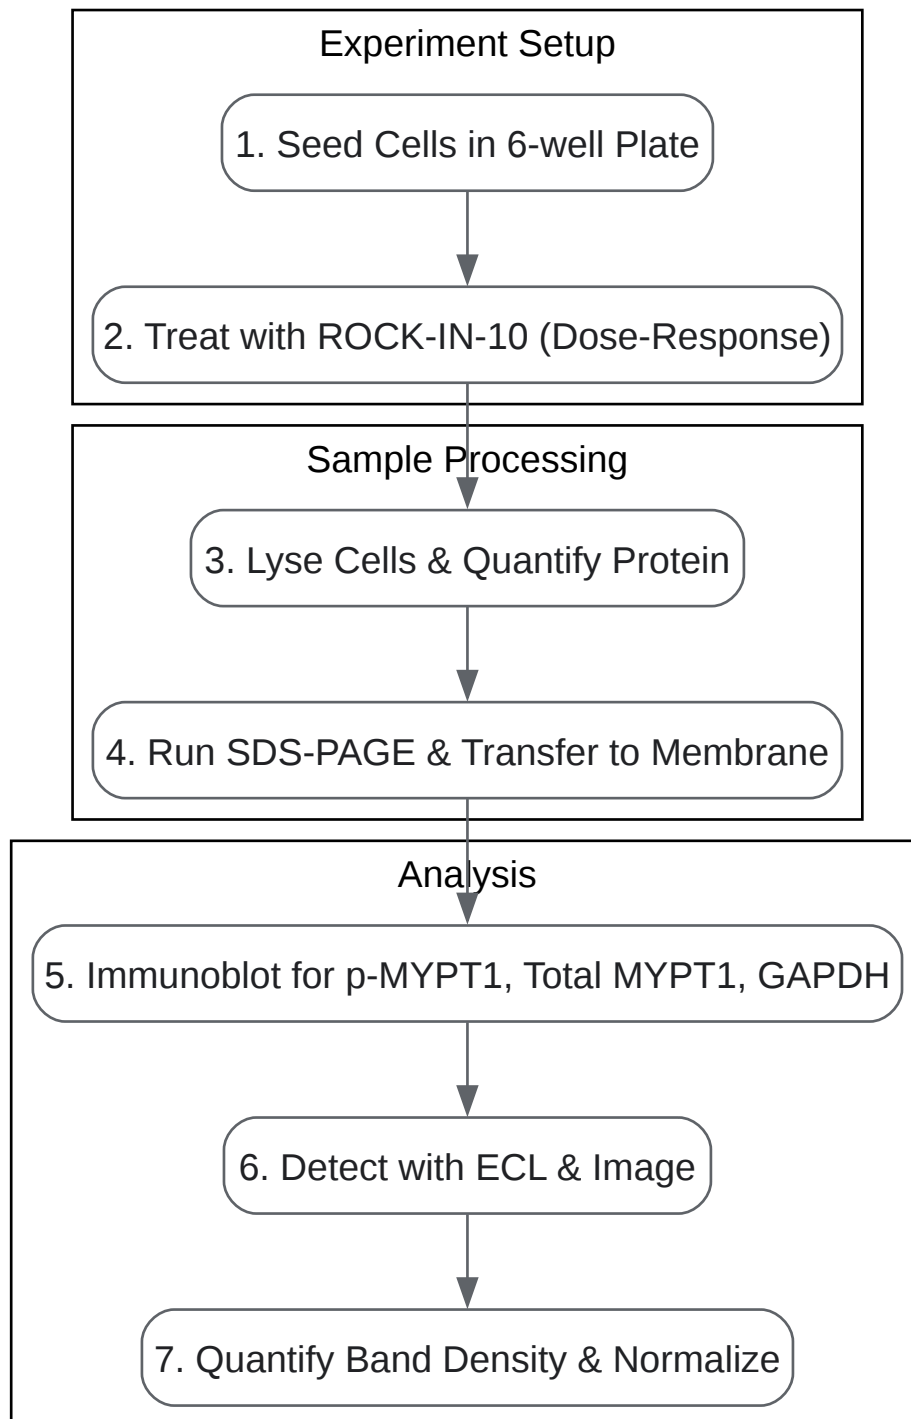 Experiment Setup
1. Seed Cells in 6-well Plate
2. Treat with ROCK-IN-10 (Dose-Response)
Sample Processing
3. Lyse Cells & Quantify Protein
4. Run SDS-PAGE & Transfer to Membrane
Analysis
5. Immunoblot for p-MYPT1, Total MYPT1, GAPDH
6. Detect with ECL & Image
7. Quantify Band Density & Normalize